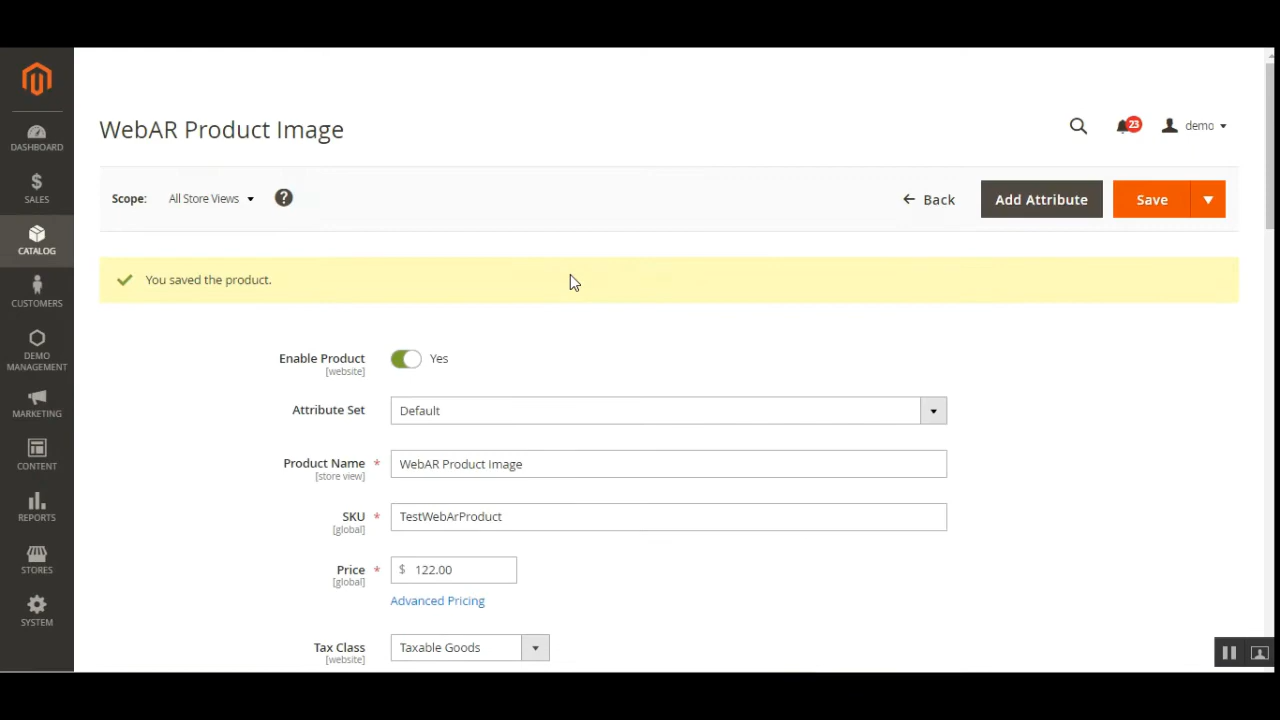 WebAR Product Image
23
demo
Scope: All Store Views ?
Back
Add Attribute
Save
You saved the product.
DASHBOARD
SALES
CATALOG
CUSTOMERS
DEMO
MANAGEMENT
MARKETING
CONTENT
REPORTS
STORES
SYSTEM
Enable Product
[website]
Yes
Attribute Set
Default
Product Name *
[store view]
WebAR Product Image
SKU *
[global]
TestWebArProduct
Price *
[global]
$ 122.00
Advanced Pricing
Tax Class
[website]
Taxable Goods